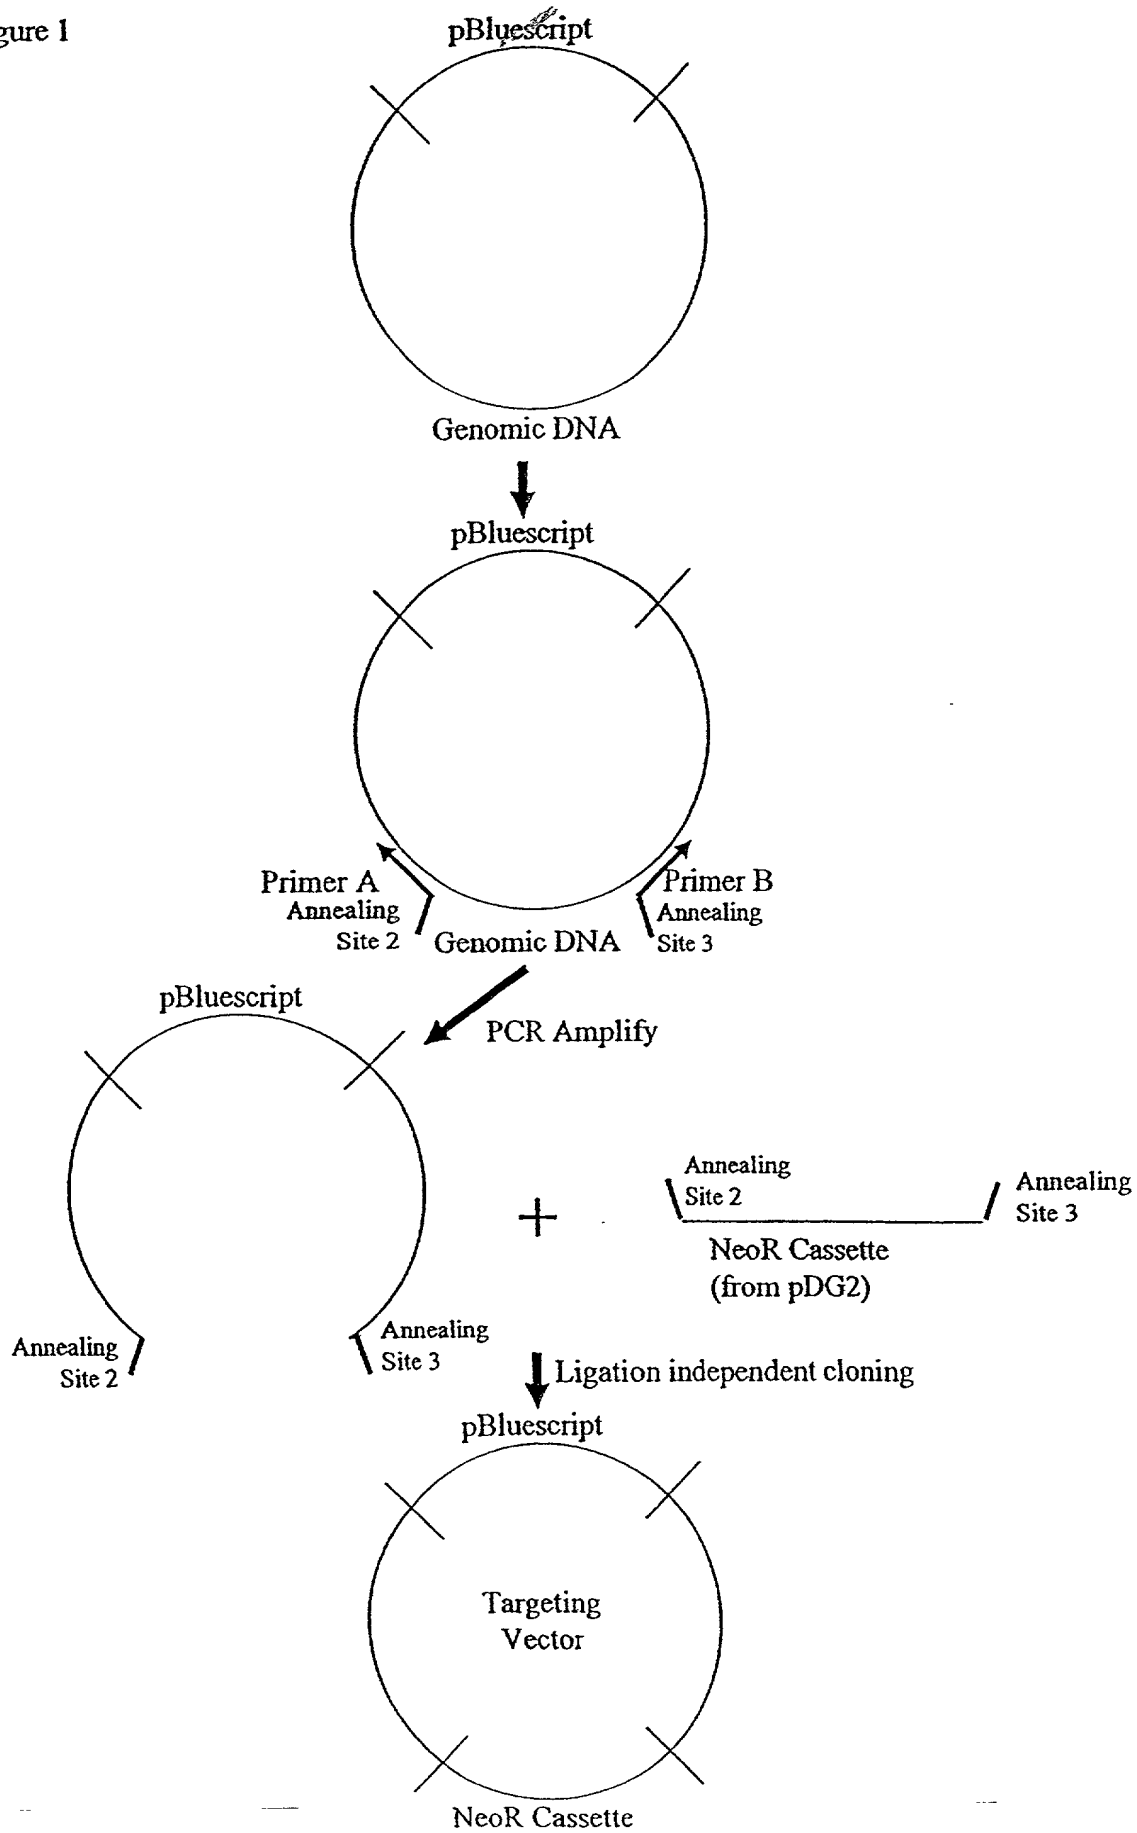 gure 1
pBluescript
Genomic DNA
pBluescript
Primer A
Annealing
Site 2
Primer B
Annealing
Site 3
Genomic DNA
PCR Amplify
pBluescript
Annealing
Site 2
Annealing
Site 3
+
Annealing
Site 2
Annealing
Site 3
NeoR Cassette
(from pDG2)
Ligation independent cloning
pBluescript
Targeting
Vector
NeoR Cassette